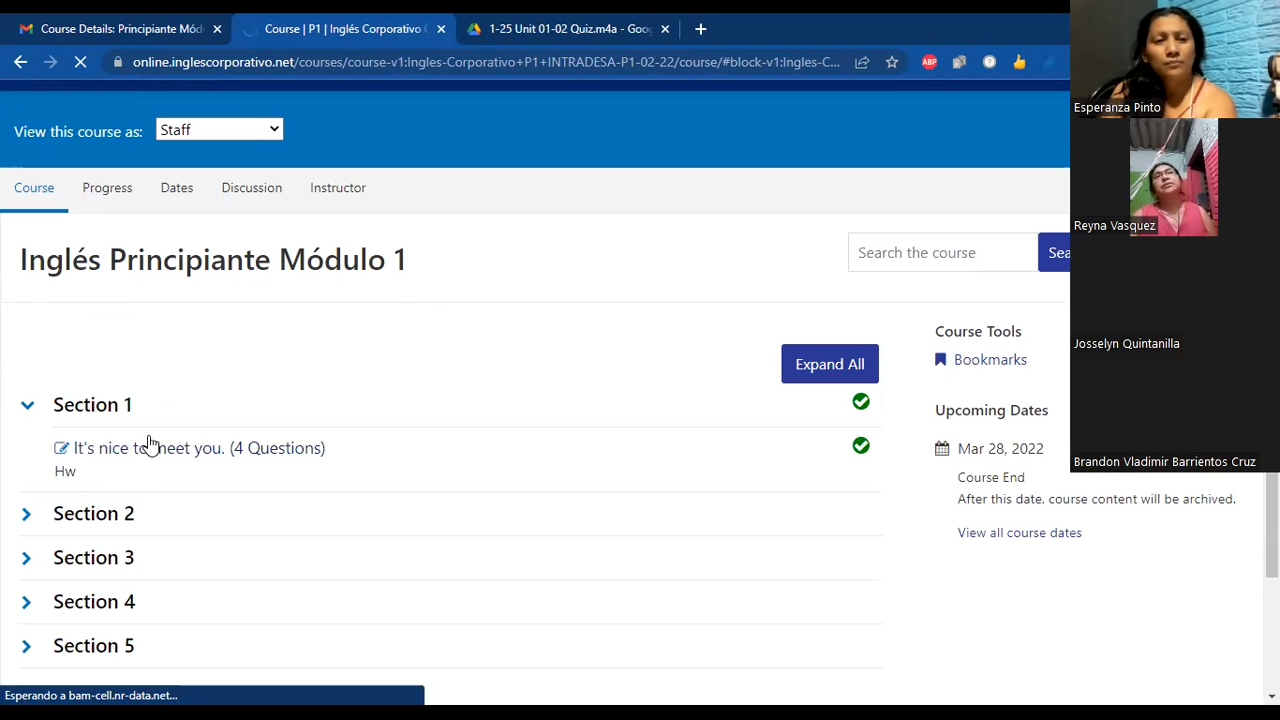 Course Details: Principiante Mód
Course | P1 | Inglés Corporativo
1-25 Unit 01-02 Quiz.m4a - Goo
online.inglescorporativo.net/courses/course-v1:Ingles-Corporativo+P1+INTRADESA-P1-02-22/course/#block-v1:Ingles-C...
ABP
View this course as:
Staff
Course
Progress
Dates
Discussion
Instructor
Inglés Principiante Módulo 1
Search the course
Sea
Expand All
Section 1
It's nice to meet you. (4 Questions)
Hw
Section 2
Section 3
Section 4
Section 5
Course Tools
Bookmarks
Upcoming Dates
Mar 28, 2022
Course End
After this date, course content will be archived.
View all course dates
Esperando a bam-cell.nr-data.net...
Esperanza Pinto
Reyna Vasquez
Josselyn Quintanilla
Brandon Vladimir Barrientos Cruz